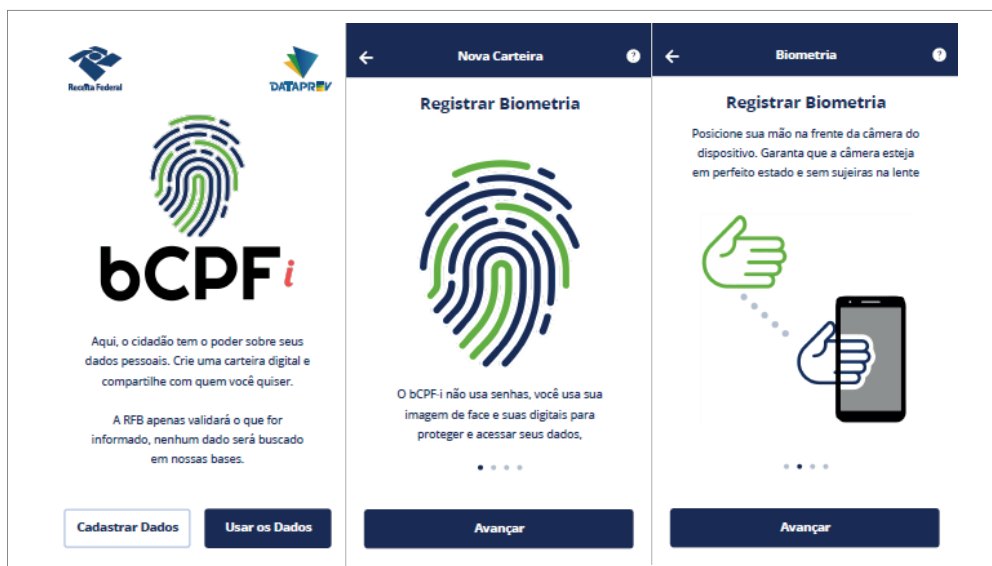 Receita Federal
DATAPREV
bCPF i
Aqui, o cidadão tem o poder sobre seus
dados pessoais. Crie uma carteira digital e
compartilhe com quem você quiser.
A RFB apenas validará o que for
informado, nenhum dado será buscado
em nossas bases.
Cadastrar Dados
Usar os Dados
Nova Carteira
?
Registrar Biometria
O bCPF-i não usa senhas, você usa sua
imagem de face e suas digitais para
proteger e acessar seus dados,
Avançar
Biometria
?
Registrar Biometria
Posicione sua mão na frente da câmera do
dispositivo. Garanta que a câmera esteja
em perfeito estado e sem sujeiras na lente
Avançar